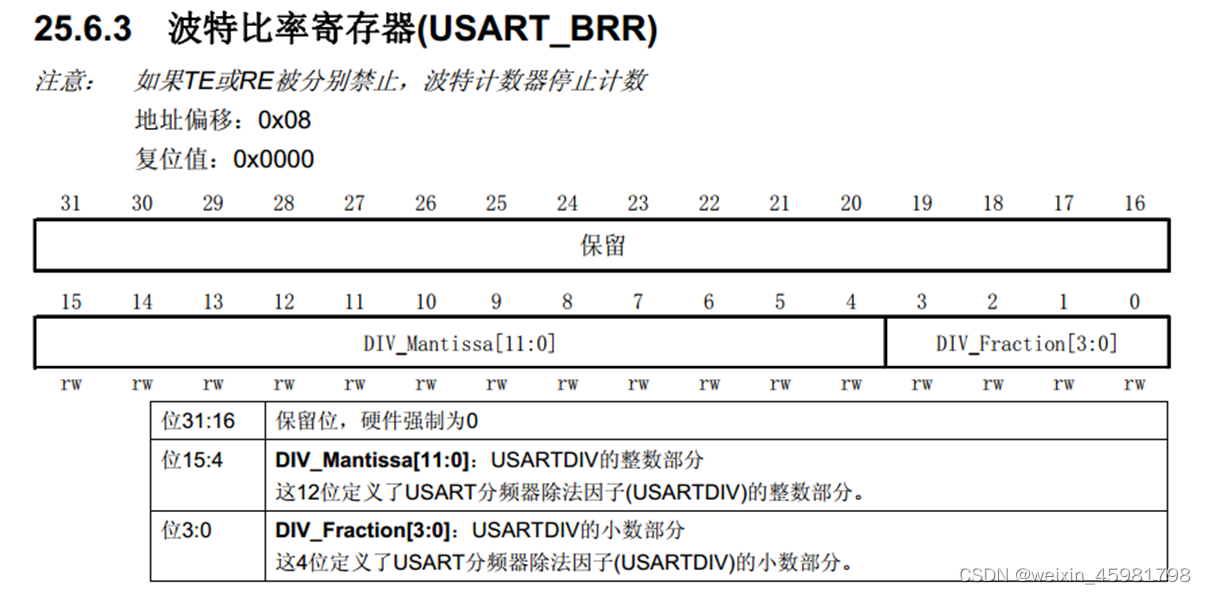 25.6.3 波特比率寄存器(USART_BRR)
注意： 如果TE或RE被分别禁止，波特计数器停止计数
地址偏移：0x08
复位值：0x0000
31 30 29 28 27 26 25 24 23 22 21 20 19 18 17 16
保留
15 14 13 12 11 10 9 8 7 6 5 4 3 2 1 0
DIV_Mantissa[11:0] DIV_Fraction[3:0]
rw rw rw rw rw rw rw rw rw rw rw rw rw rw rw rw
位31:16 保留位，硬件强制为0
位15:4 DIV_Mantissa[11:0]：USARTDIV的整数部分
这12位定义了USART分频器除法因子(USARTDIV)的整数部分。
位3:0 DIV_Fraction[3:0]：USARTDIV的小数部分
这4位定义了USART分频器除法因子(USARTDIV)的小数部分。
CSDN @weixin_45981798